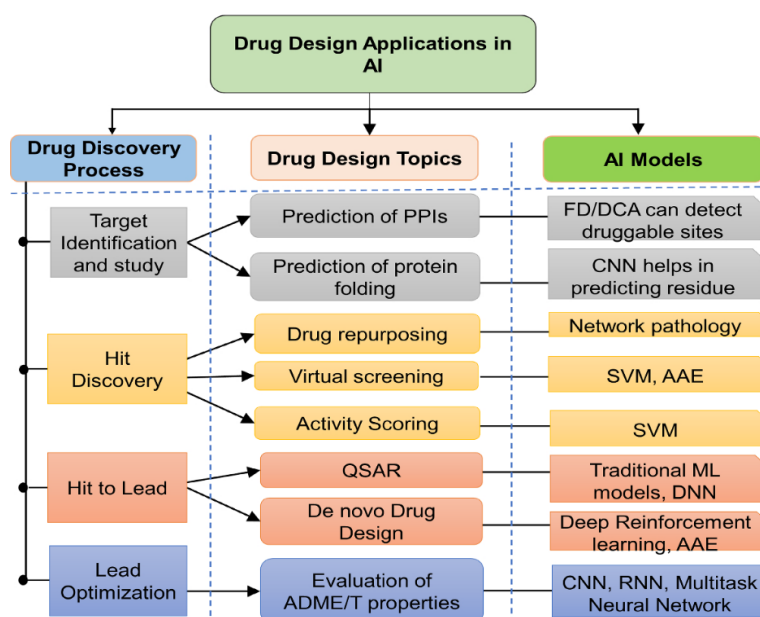 Drug Design Applications in
AI
Drug Discovery
Process
Drug Design Topics
AI Models
Target
Identification
and study
Prediction of PPIs
FD/DCA can detect
druggable sites
Prediction of protein
folding
CNN helps in
predicting residue
Hit
Discovery
Drug repurposing
Network pathology
Virtual screening
SVM, AAE
Activity Scoring
SVM
Hit to Lead
QSAR
Traditional ML
models, DNN
De novo Drug
Design
Deep Reinforcement
learning, AAE
Lead
Optimization
Evaluation of
ADME/T properties
CNN, RNN, Multitask
Neural Network